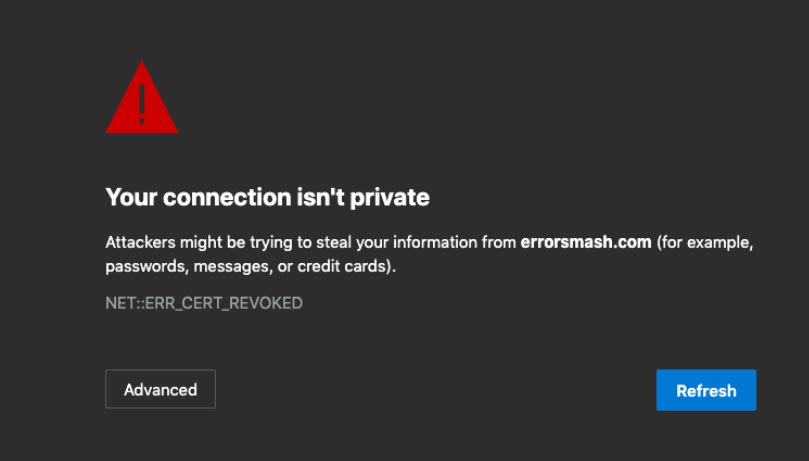 Your connection isn't private
Attackers might be trying to steal your information from errorsmash.com (for example,
passwords, messages, or credit cards).
NET::ERR_CERT_REVOKED
Advanced
Refresh